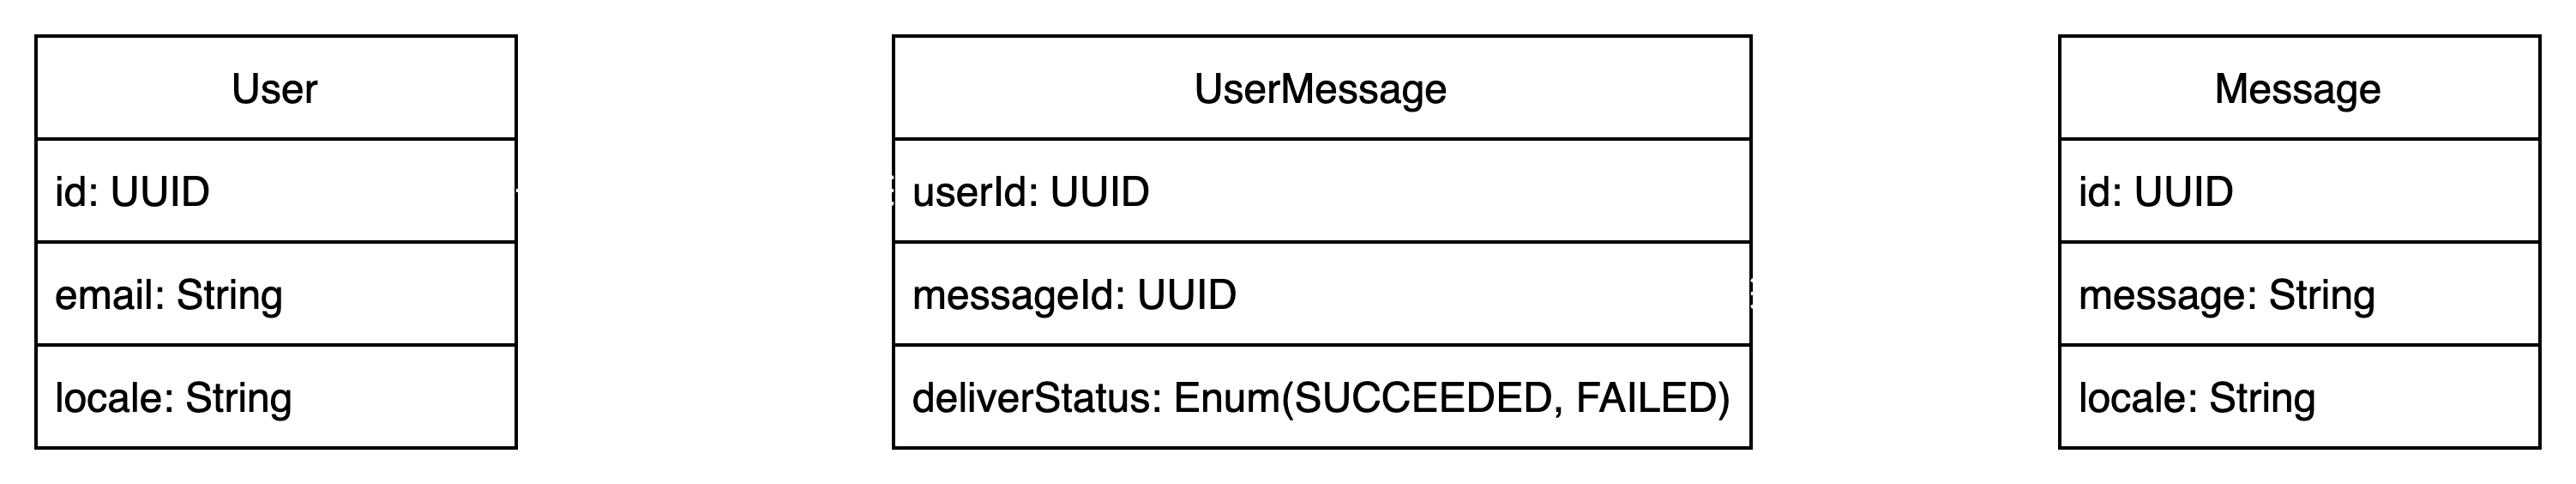 User
id: UUID
email: String
locale: String
UserMessage
userId: UUID
messageId: UUID
deliverStatus: Enum(SUCCEEDED, FAILED)
Message
id: UUID
message: String
locale: String